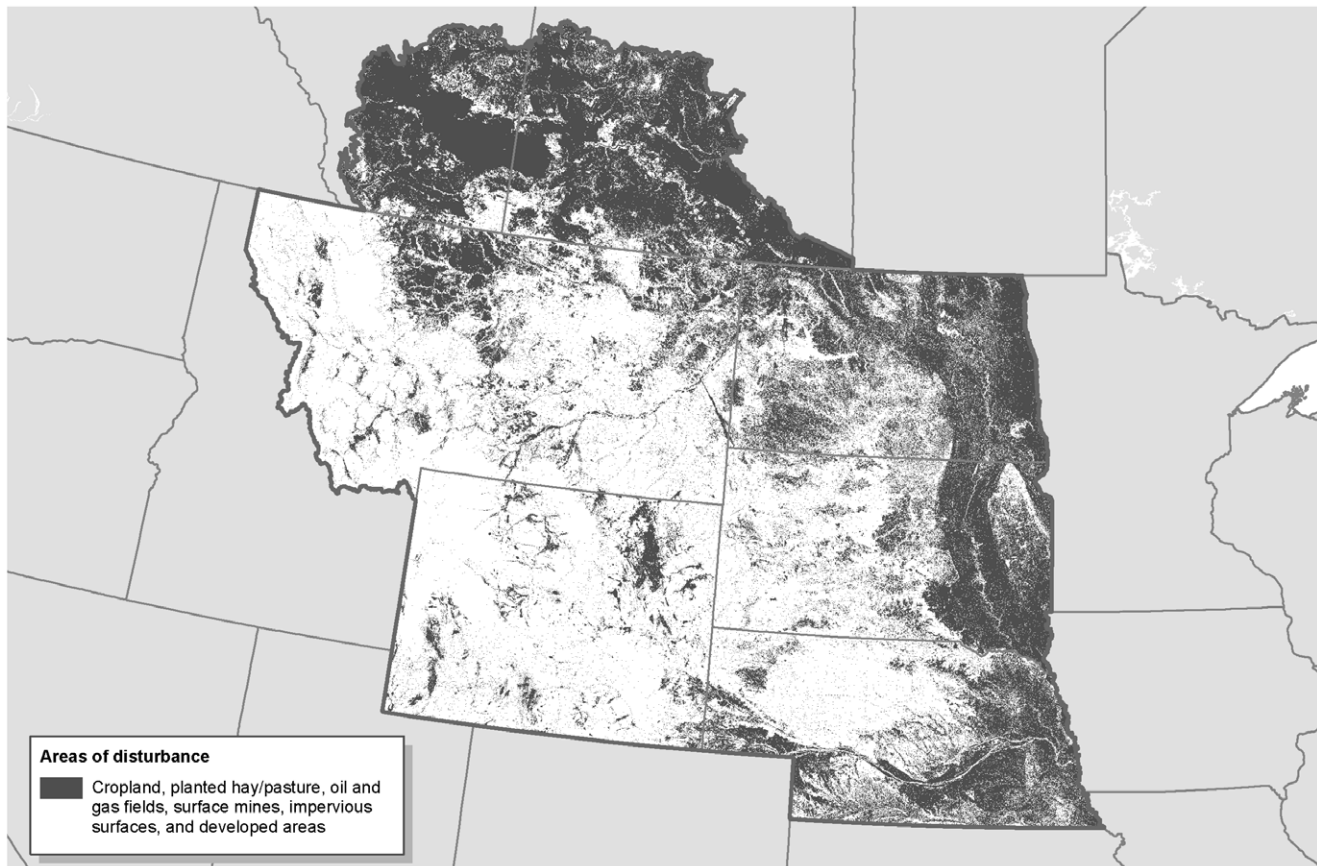 Areas of disturbance
Cropland, planted hay/pasture, oil and
gas fields, surface mines, impervious
surfaces, and developed areas